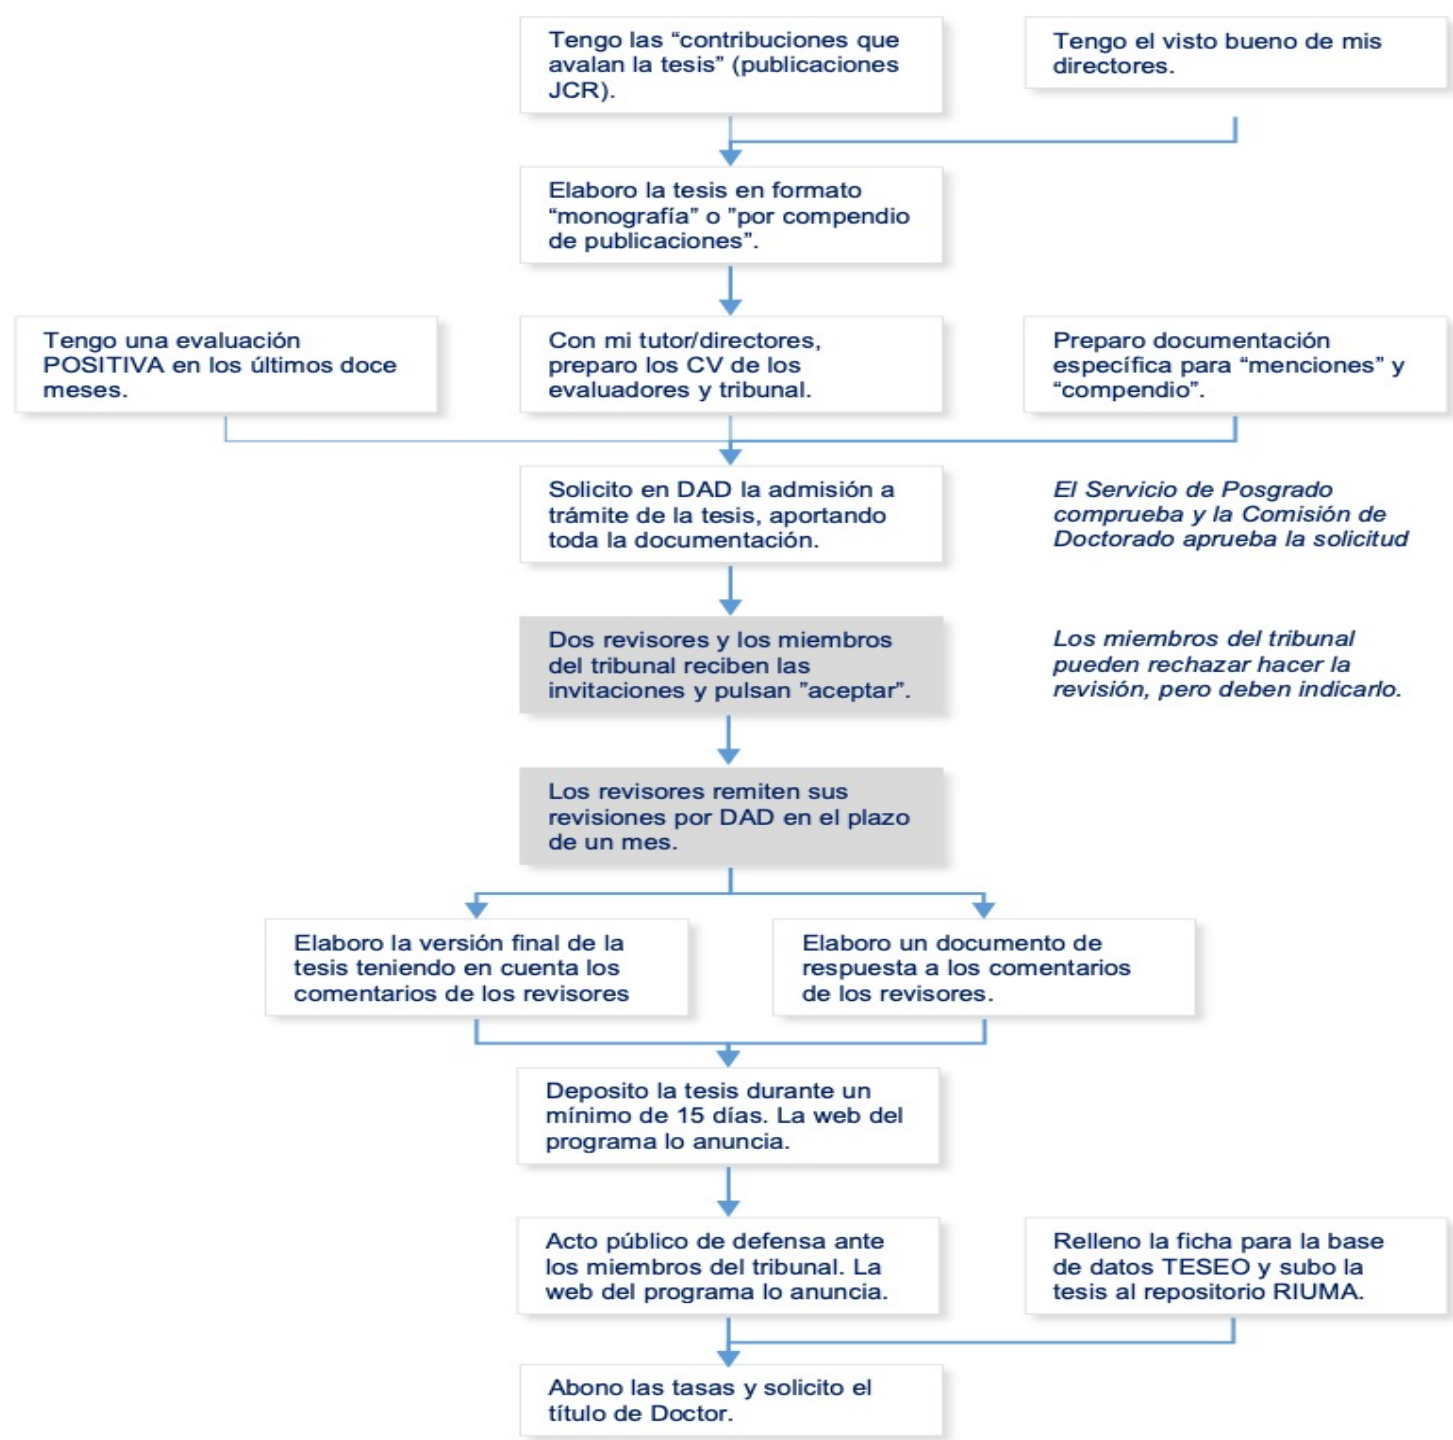 Tengo las “contribuciones que
avalan la tesis” (publicaciones
JCR).
Tengo el visto bueno de mis
directores.
Elaboro la tesis en formato
“monografía” o ”por compendio
de publicaciones”.
Tengo una evaluación
POSITIVA en los últimos doce
meses.
Con mi tutor/directores,
preparo los CV de los
evaluadores y tribunal.
Preparo documentación
específica para “menciones” y
“compendio”.
Solicito en DAD la admisión a
trámite de la tesis, aportando
toda la documentación.
El Servicio de Posgrado
comprueba y la Comisión de
Doctorado aprueba la solicitud
Dos revisores y los miembros
del tribunal reciben las
invitaciones y pulsan ”aceptar”.
Los miembros del tribunal
pueden rechazar hacer la
revisión, pero deben indicarlo.
Los revisores remiten sus
revisiones por DAD en el plazo
de un mes.
Elaboro la versión final de la
tesis teniendo en cuenta los
comentarios de los revisores
Elaboro un documento de
respuesta a los comentarios
de los revisores.
Deposito la tesis durante un
mínimo de 15 días. La web del
programa lo anuncia.
Acto público de defensa ante
los miembros del tribunal. La
web del programa lo anuncia.
Relleno la ficha para la base
de datos TESEO y subo la
tesis al repositorio RIUMA.
Abono las tasas y solicito el
título de Doctor.